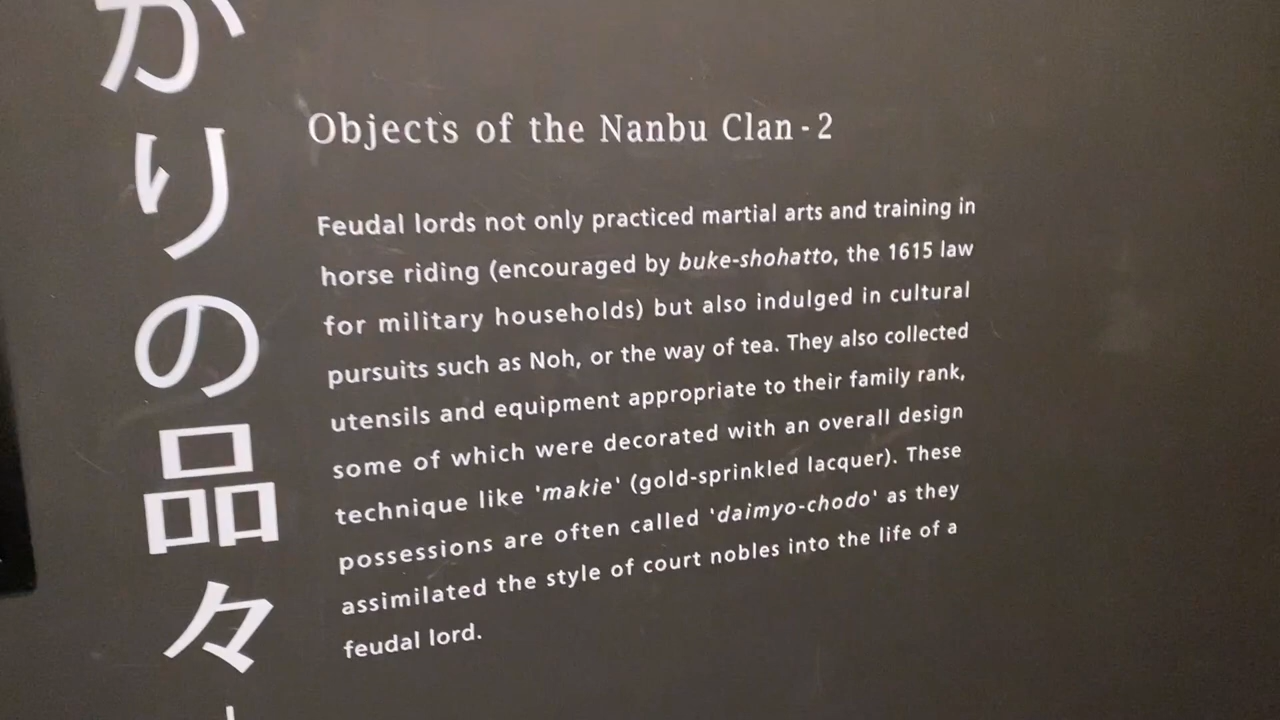 かりの品々
Objects of the Nanbu Clan - 2
Feudal lords not only practiced martial arts and training in
horse riding (encouraged by buke-shohatto, the 1615 law
for military households) but also indulged in cultural
pursuits such as Noh, or the way of tea. They also collected
utensils and equipment appropriate to their family rank,
some of which were decorated with an overall design
technique like 'makie' (gold-sprinkled lacquer). These
possessions are often called 'daimyo-chodo' as they
assimilated the style of court nobles into the life of a
feudal lord.